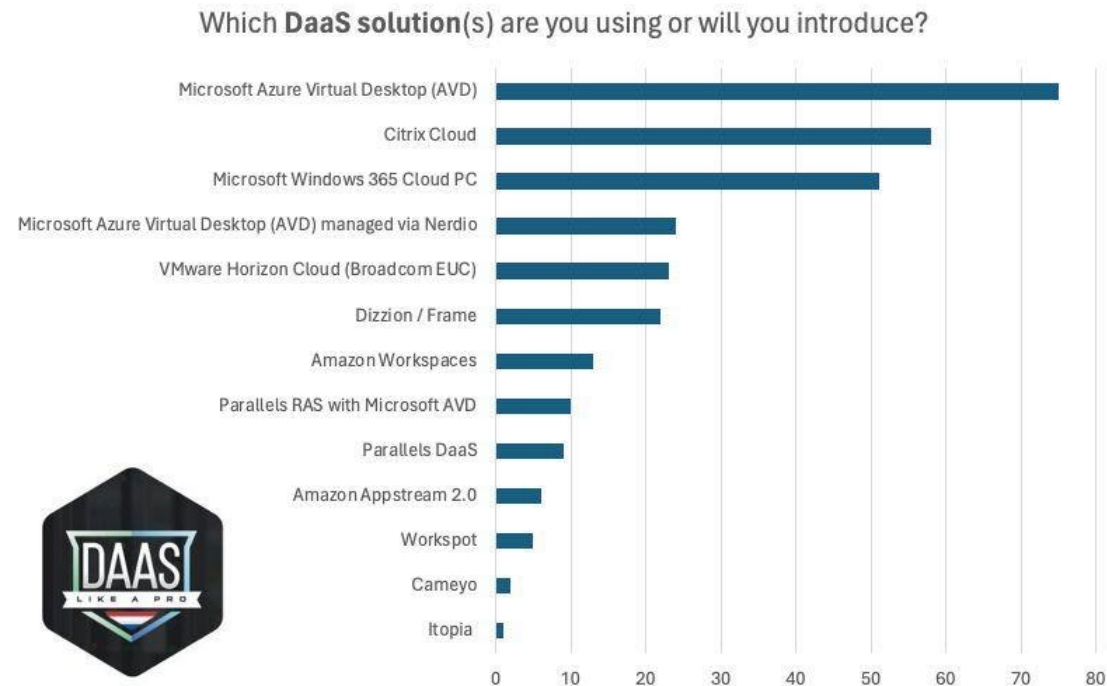 Which DaaS solution(s) are you using or will you introduce?
Microsoft Azure Virtual Desktop (AVD)
Citrix Cloud
Microsoft Windows 365 Cloud PC
Microsoft Azure Virtual Desktop (AVD) managed via Nerdio
VMware Horizon Cloud (Broadcom EUC)
Dizzion / Frame
Amazon Workspaces
Parallels RAS with Microsoft AVD
Parallels DaaS
Amazon Appstream 2.0
Workspot
Cameyo
Itopia
0 10 20 30 40 50 60 70 80
DAAS
LIKE A PRO